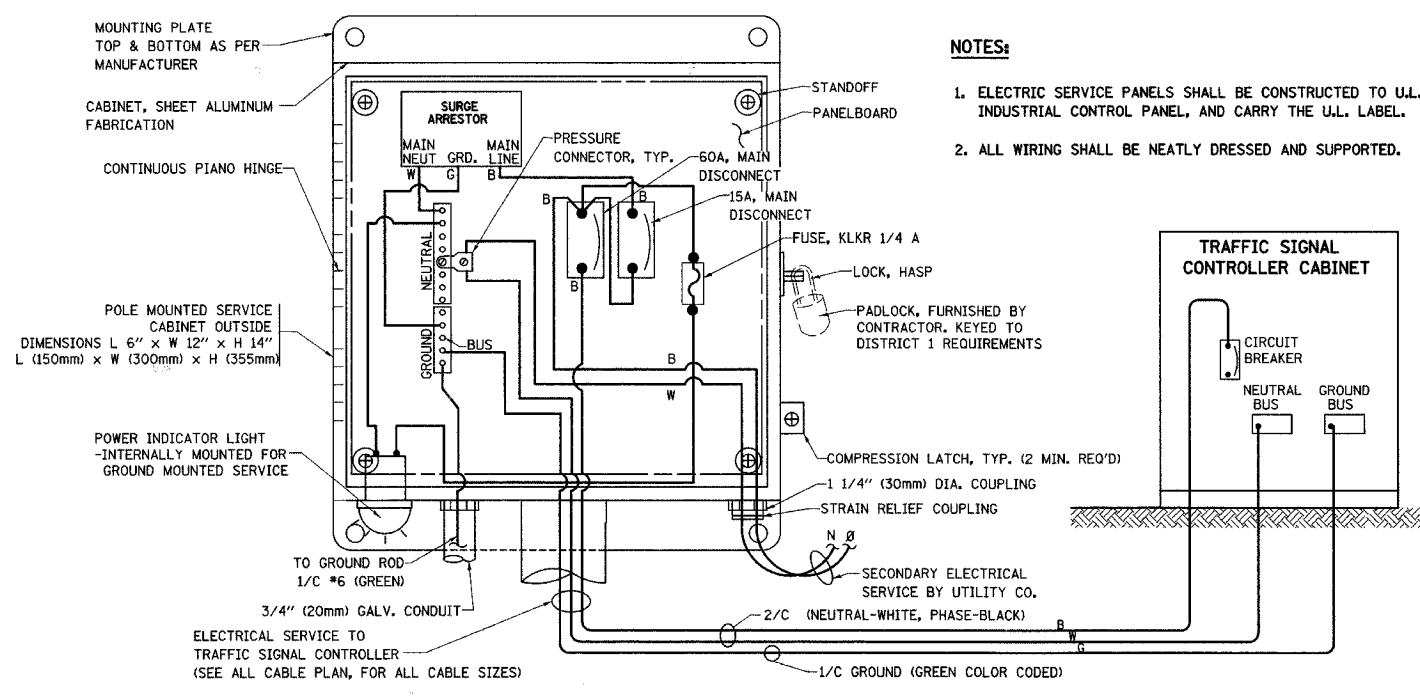 MOUNTING PLATE
TOP & BOTTOM AS PER
MANUFACTURER
CABINET, SHEET ALUMINUM
FABRICATION
CONTINUOUS PIANO HINGE
POLE MOUNTED SERVICE
CABINET OUTSIDE
DIMENSIONS L 6" x W 12" x H 14"
L (150mm) x W (300mm) x H (355mm)
POWER INDICATOR LIGHT
-INTERNALLY MOUNTED FOR
GROUND MOUNTED SERVICE
SURGE
ARRESTOR
MAIN
NEUT
GRD.
MAIN
LINE
W
G
B
PRESSURE
CONNECTOR, TYP.
STANDOFF
PANELBOARD
60A, MAIN
DISCONNECT
15A, MAIN
DISCONNECT
B
B
B
FUSE, KLKR 1/4 A
LOCK, HASP
PADLOCK, FURNISHED BY
CONTRACTOR. KEYED TO
DISTRICT 1 REQUIREMENTS
NEUTRAL
GROUND
BUS
B
W
COMPRESSION LATCH, TYP. (2 MIN. REQ'D)
1 1/4" (30mm) DIA. COUPLING
STRAIN RELIEF COUPLING
N Ø
SECONDARY ELECTRICAL
SERVICE BY UTILITY CO.
TO GROUND ROD
1/C #6 (GREEN)
3/4" (20mm) GALV. CONDUIT
ELECTRICAL SERVICE TO
TRAFFIC SIGNAL CONTROLLER
(SEE ALL CABLE PLAN, FOR ALL CABLE SIZES)
2/C (NEUTRAL-WHITE, PHASE-BLACK)
B
W
G
1/C GROUND (GREEN COLOR CODED)
NOTES:
1. ELECTRIC SERVICE PANELS SHALL BE CONSTRUCTED TO U.L.
INDUSTRIAL CONTROL PANEL, AND CARRY THE U.L. LABEL.
2. ALL WIRING SHALL BE NEATLY DRESSED AND SUPPORTED.
TRAFFIC SIGNAL
CONTROLLER CABINET
CIRCUIT
BREAKER
NEUTRAL
BUS
GROUND
BUS